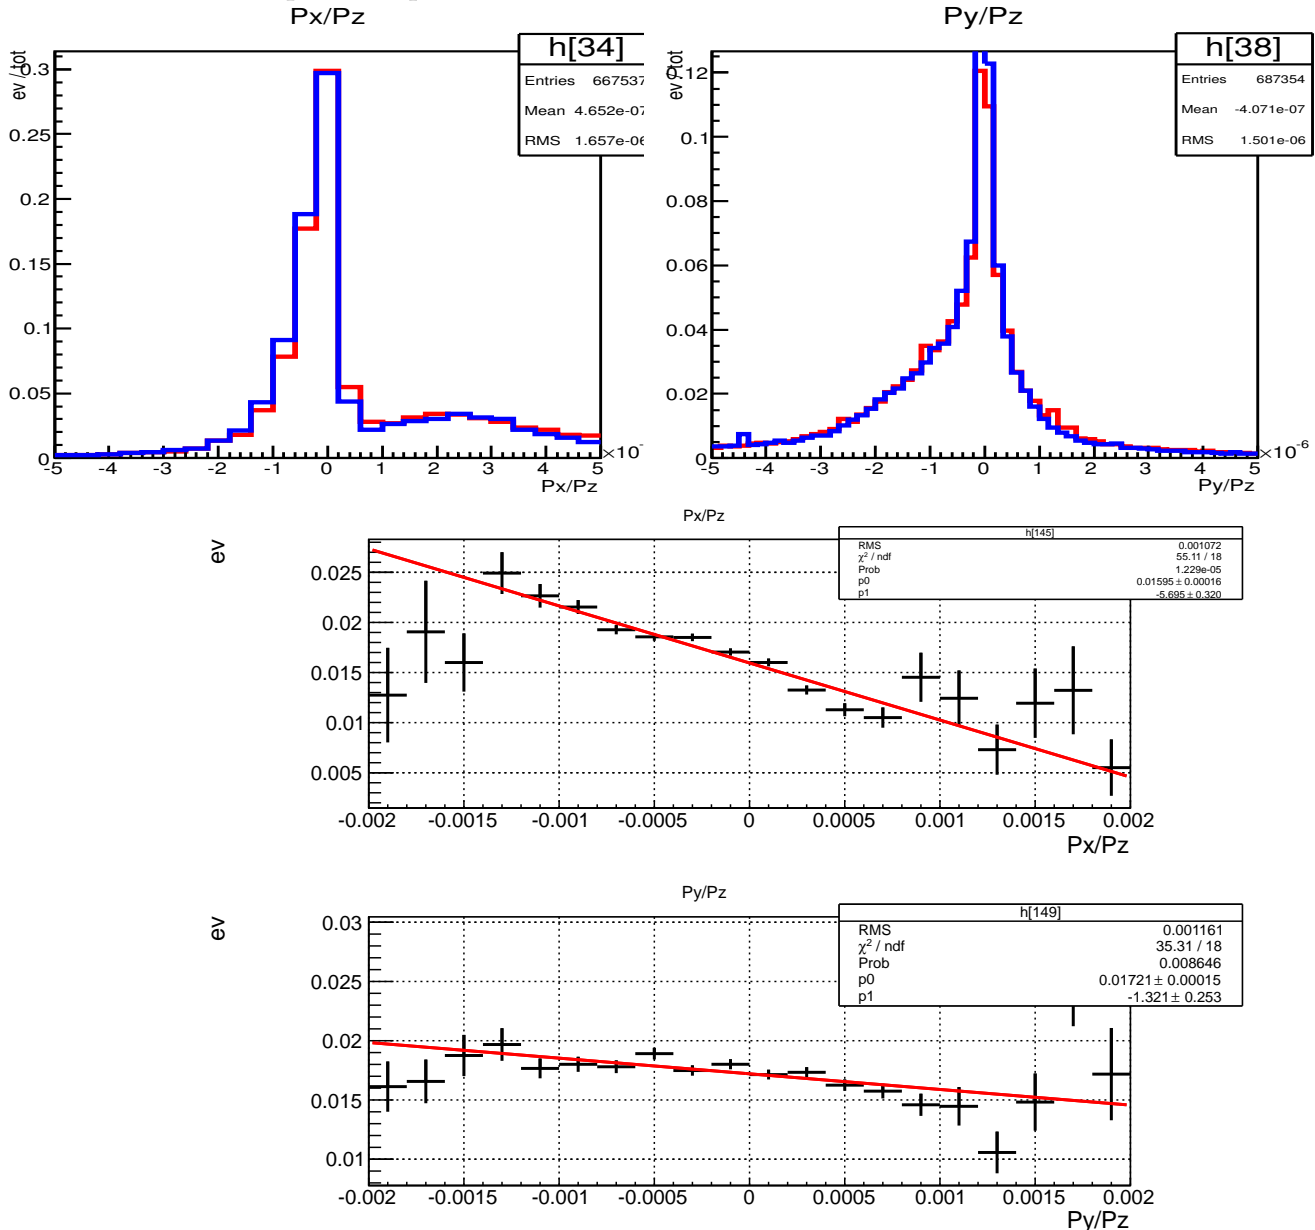 Px/Pz
h[34]
Entries 667537
Mean 4.652e-07
RMS 1.657e-06
ev / tot
0.3
0.25
0.2
0.15
0.1
0.05
0
-5 -4 -3 -2 -1 0 1 2 3 4 5
×10
Px/Pz
Py/Pz
h[38]
Entries 687354
Mean -4.071e-07
RMS 1.501e-06
ev / tot
0.12
0.1
0.08
0.06
0.04
0.02
0
-5 -4 -3 -2 -1 0 1 2 3 4 5
×10-6
Py/Pz
Px/Pz
h[145]
RMS 0.001072
χ2 / ndf 55.11 / 18
Prob 1.229e-05
p0 0.01595 ± 0.00016
p1 -5.695 ± 0.320
ev
0.025
0.02
0.015
0.01
0.005
-0.002 -0.0015 -0.001 -0.0005 0 0.0005 0.001 0.0015 0.002
Px/Pz
Py/Pz
h[149]
RMS 0.001161
χ2 / ndf 35.31 / 18
Prob 0.008646
p0 0.01721 ± 0.00015
p1 -1.321 ± 0.253
ev
0.03
0.025
0.02
0.015
0.01
-0.002 -0.0015 -0.001 -0.0005 0 0.0005 0.001 0.0015 0.002
Py/Pz